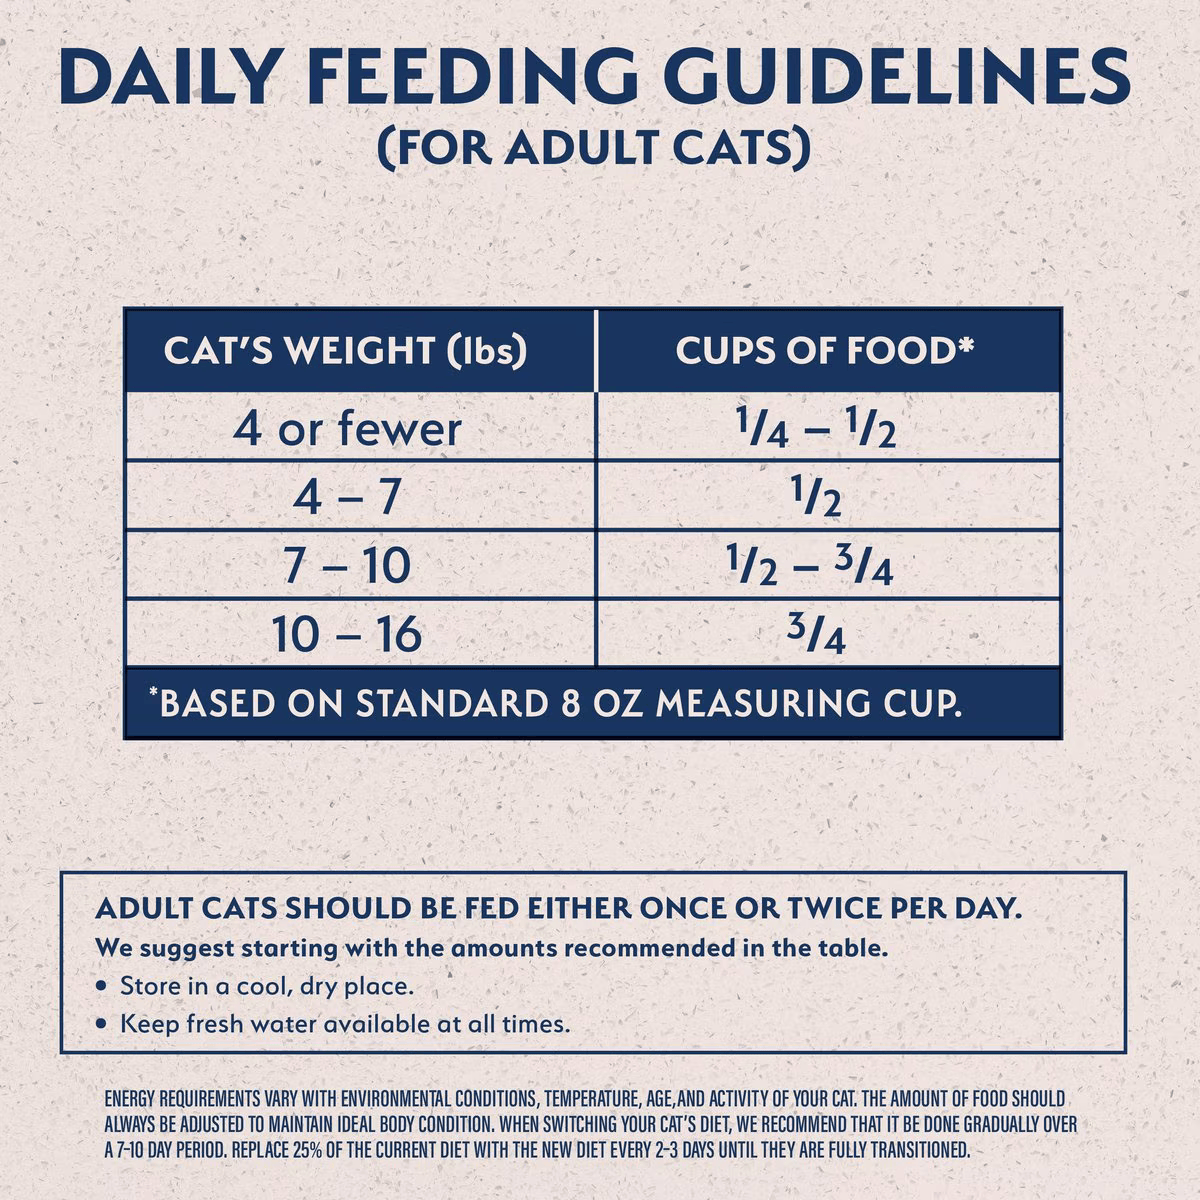 DAILY FEEDING GUIDELINES
(FOR ADULT CATS)
CAT'S WEIGHT (lbs) CUPS OF FOOD*
4 or fewer 1/4 – 1/2
4 – 7 1/2
7 – 10 1/2 – 3/4
10 – 16 3/4
*BASED ON STANDARD 8 OZ MEASURING CUP.
ADULT CATS SHOULD BE FED EITHER ONCE OR TWICE PER DAY.
We suggest starting with the amounts recommended in the table.
• Store in a cool, dry place.
• Keep fresh water available at all times.
ENERGY REQUIREMENTS VARY WITH ENVIRONMENTAL CONDITIONS, TEMPERATURE, AGE,AND ACTIVITY OF YOUR CAT. THE AMOUNT OF FOOD SHOULD
ALWAYS BE ADJUSTED TO MAINTAIN IDEAL BODY CONDITION. WHEN SWITCHING YOUR CAT'S DIET, WE RECOMMEND THAT IT BE DONE GRADUALLY OVER
A 7-10 DAY PERIOD. REPLACE 25% OF THE CURRENT DIET WITH THE NEW DIET EVERY 2-3 DAYS UNTIL THEY ARE FULLY TRANSITIONED.